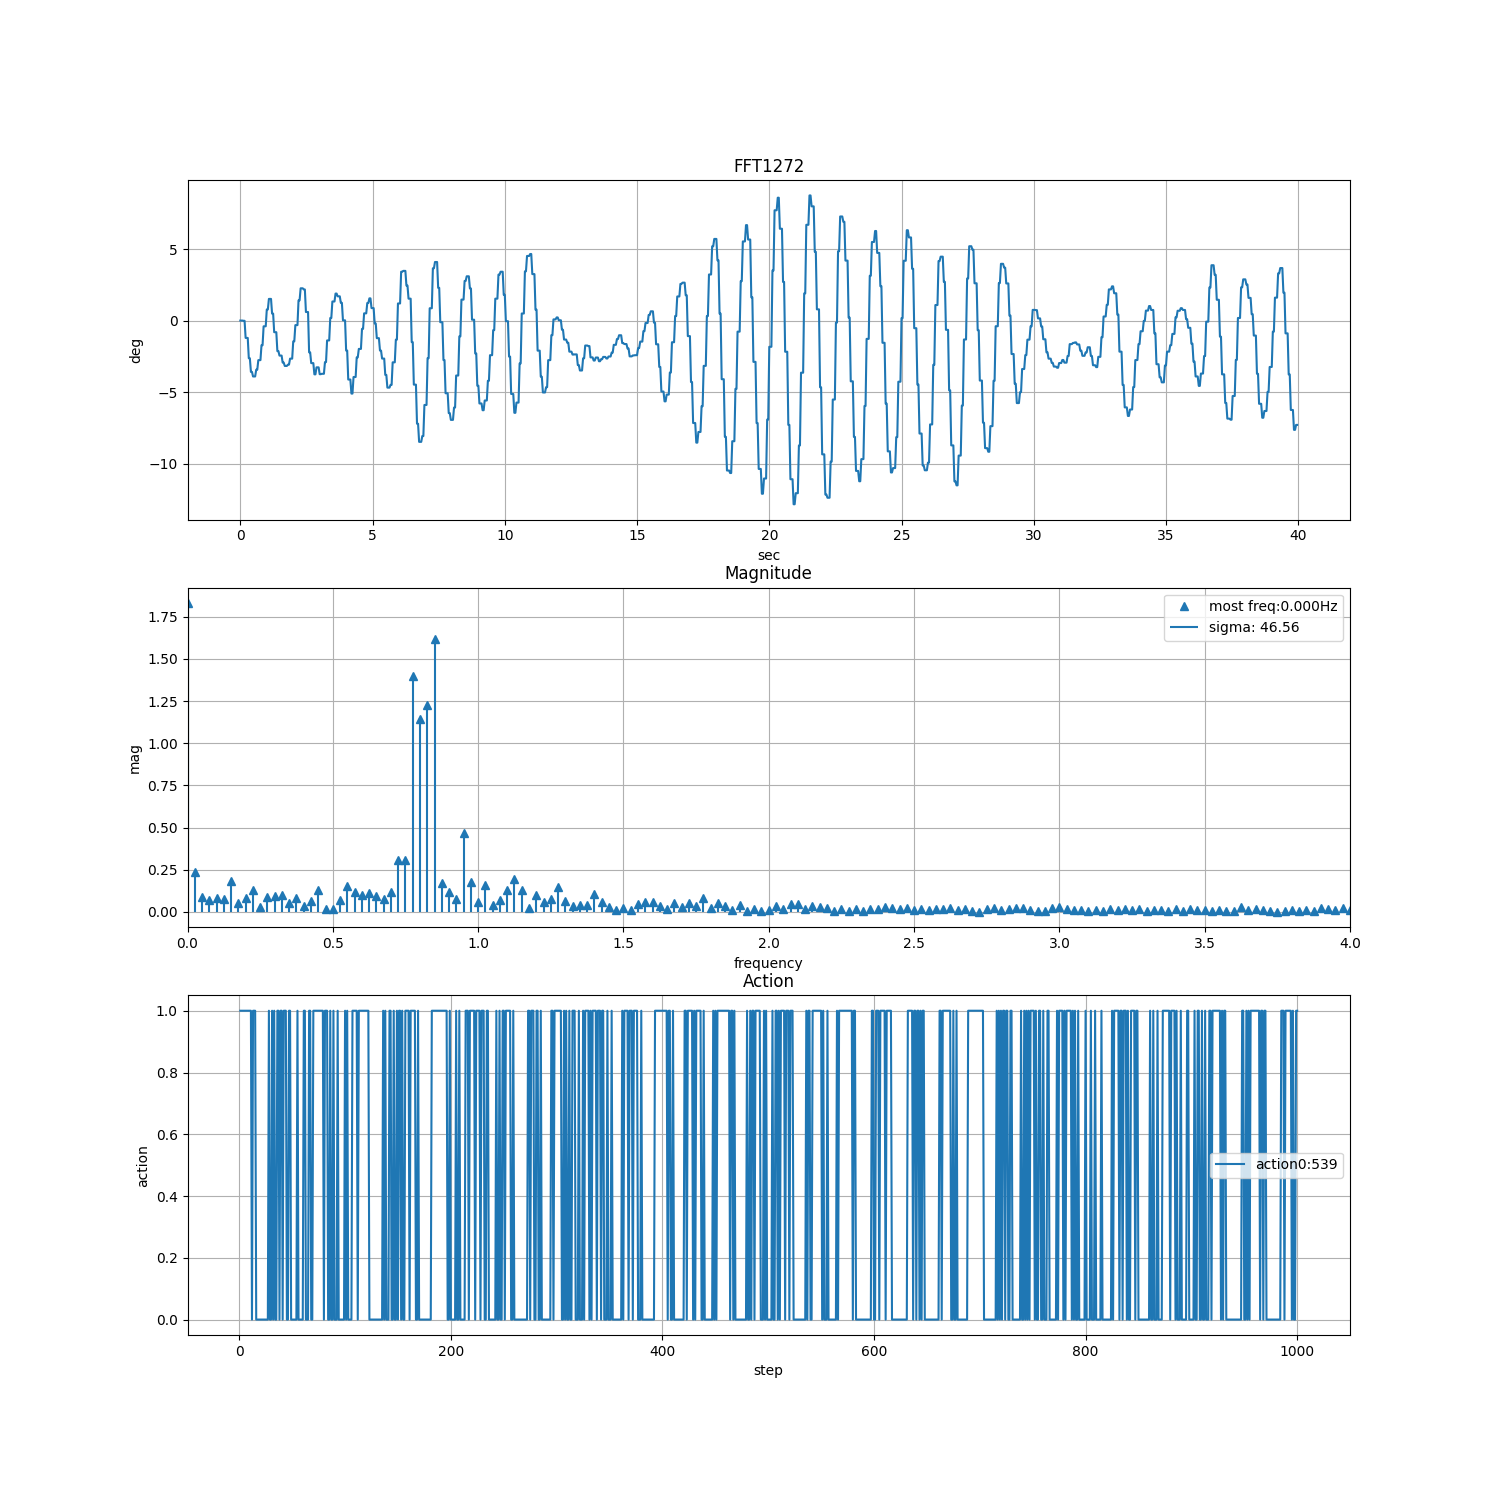 FFT1272
5
0
−5
−10
deg
0 5 10 15 20 25 30 35 40
sec
Magnitude
1.75
1.50
1.25
1.00
0.75
0.50
0.25
0.00
mag
most freq:0.000Hz
sigma: 46.56
0.0 0.5 1.0 1.5 2.0 2.5 3.0 3.5 4.0
frequency
Action
1.0
0.8
0.6
0.4
0.2
0.0
action
action0:539
0 200 400 600 800 1000
step